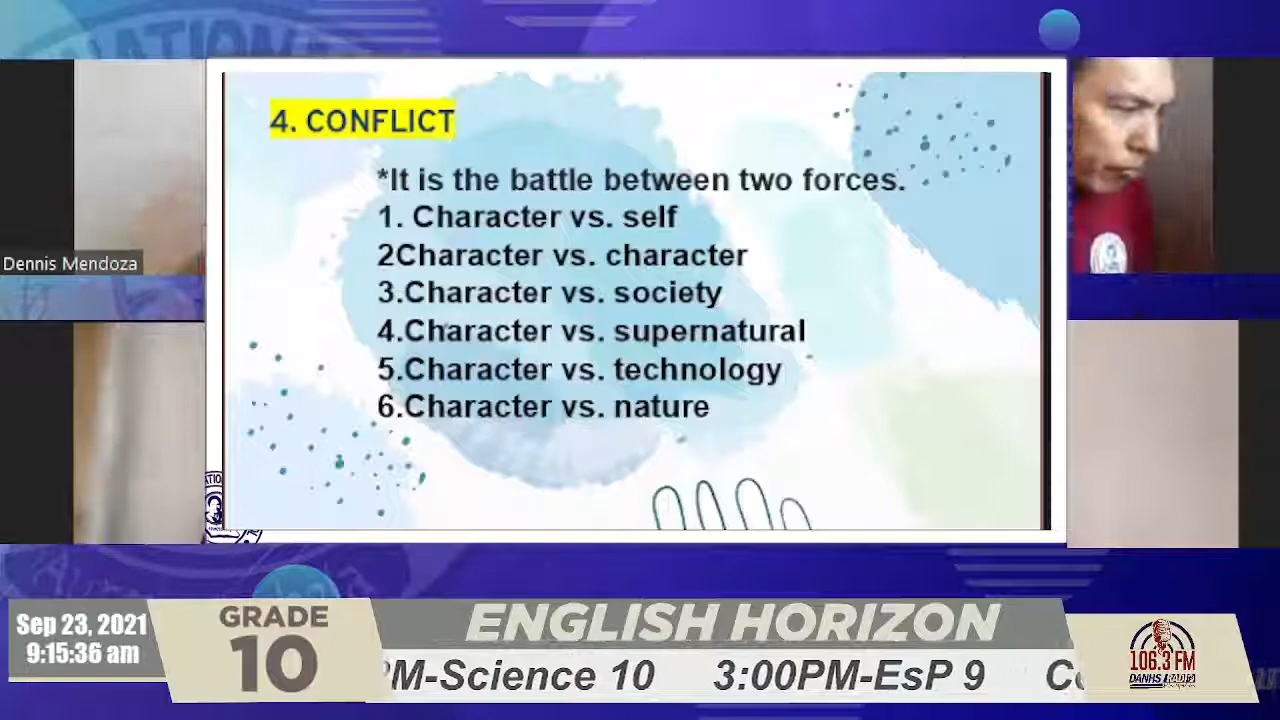 NATIONAL
4. CONFLICT
*It is the battle between two forces.
1. Character vs. self
2Character vs. character
3.Character vs. society
4.Character vs. supernatural
5.Character vs. technology
6.Character vs. nature
Dennis Mendoza
Sep 23, 2021
9:15:36 am
GRADE
10
ENGLISH HORIZON
PM-Science 10 3:00PM-EsP 9
106.3 FM